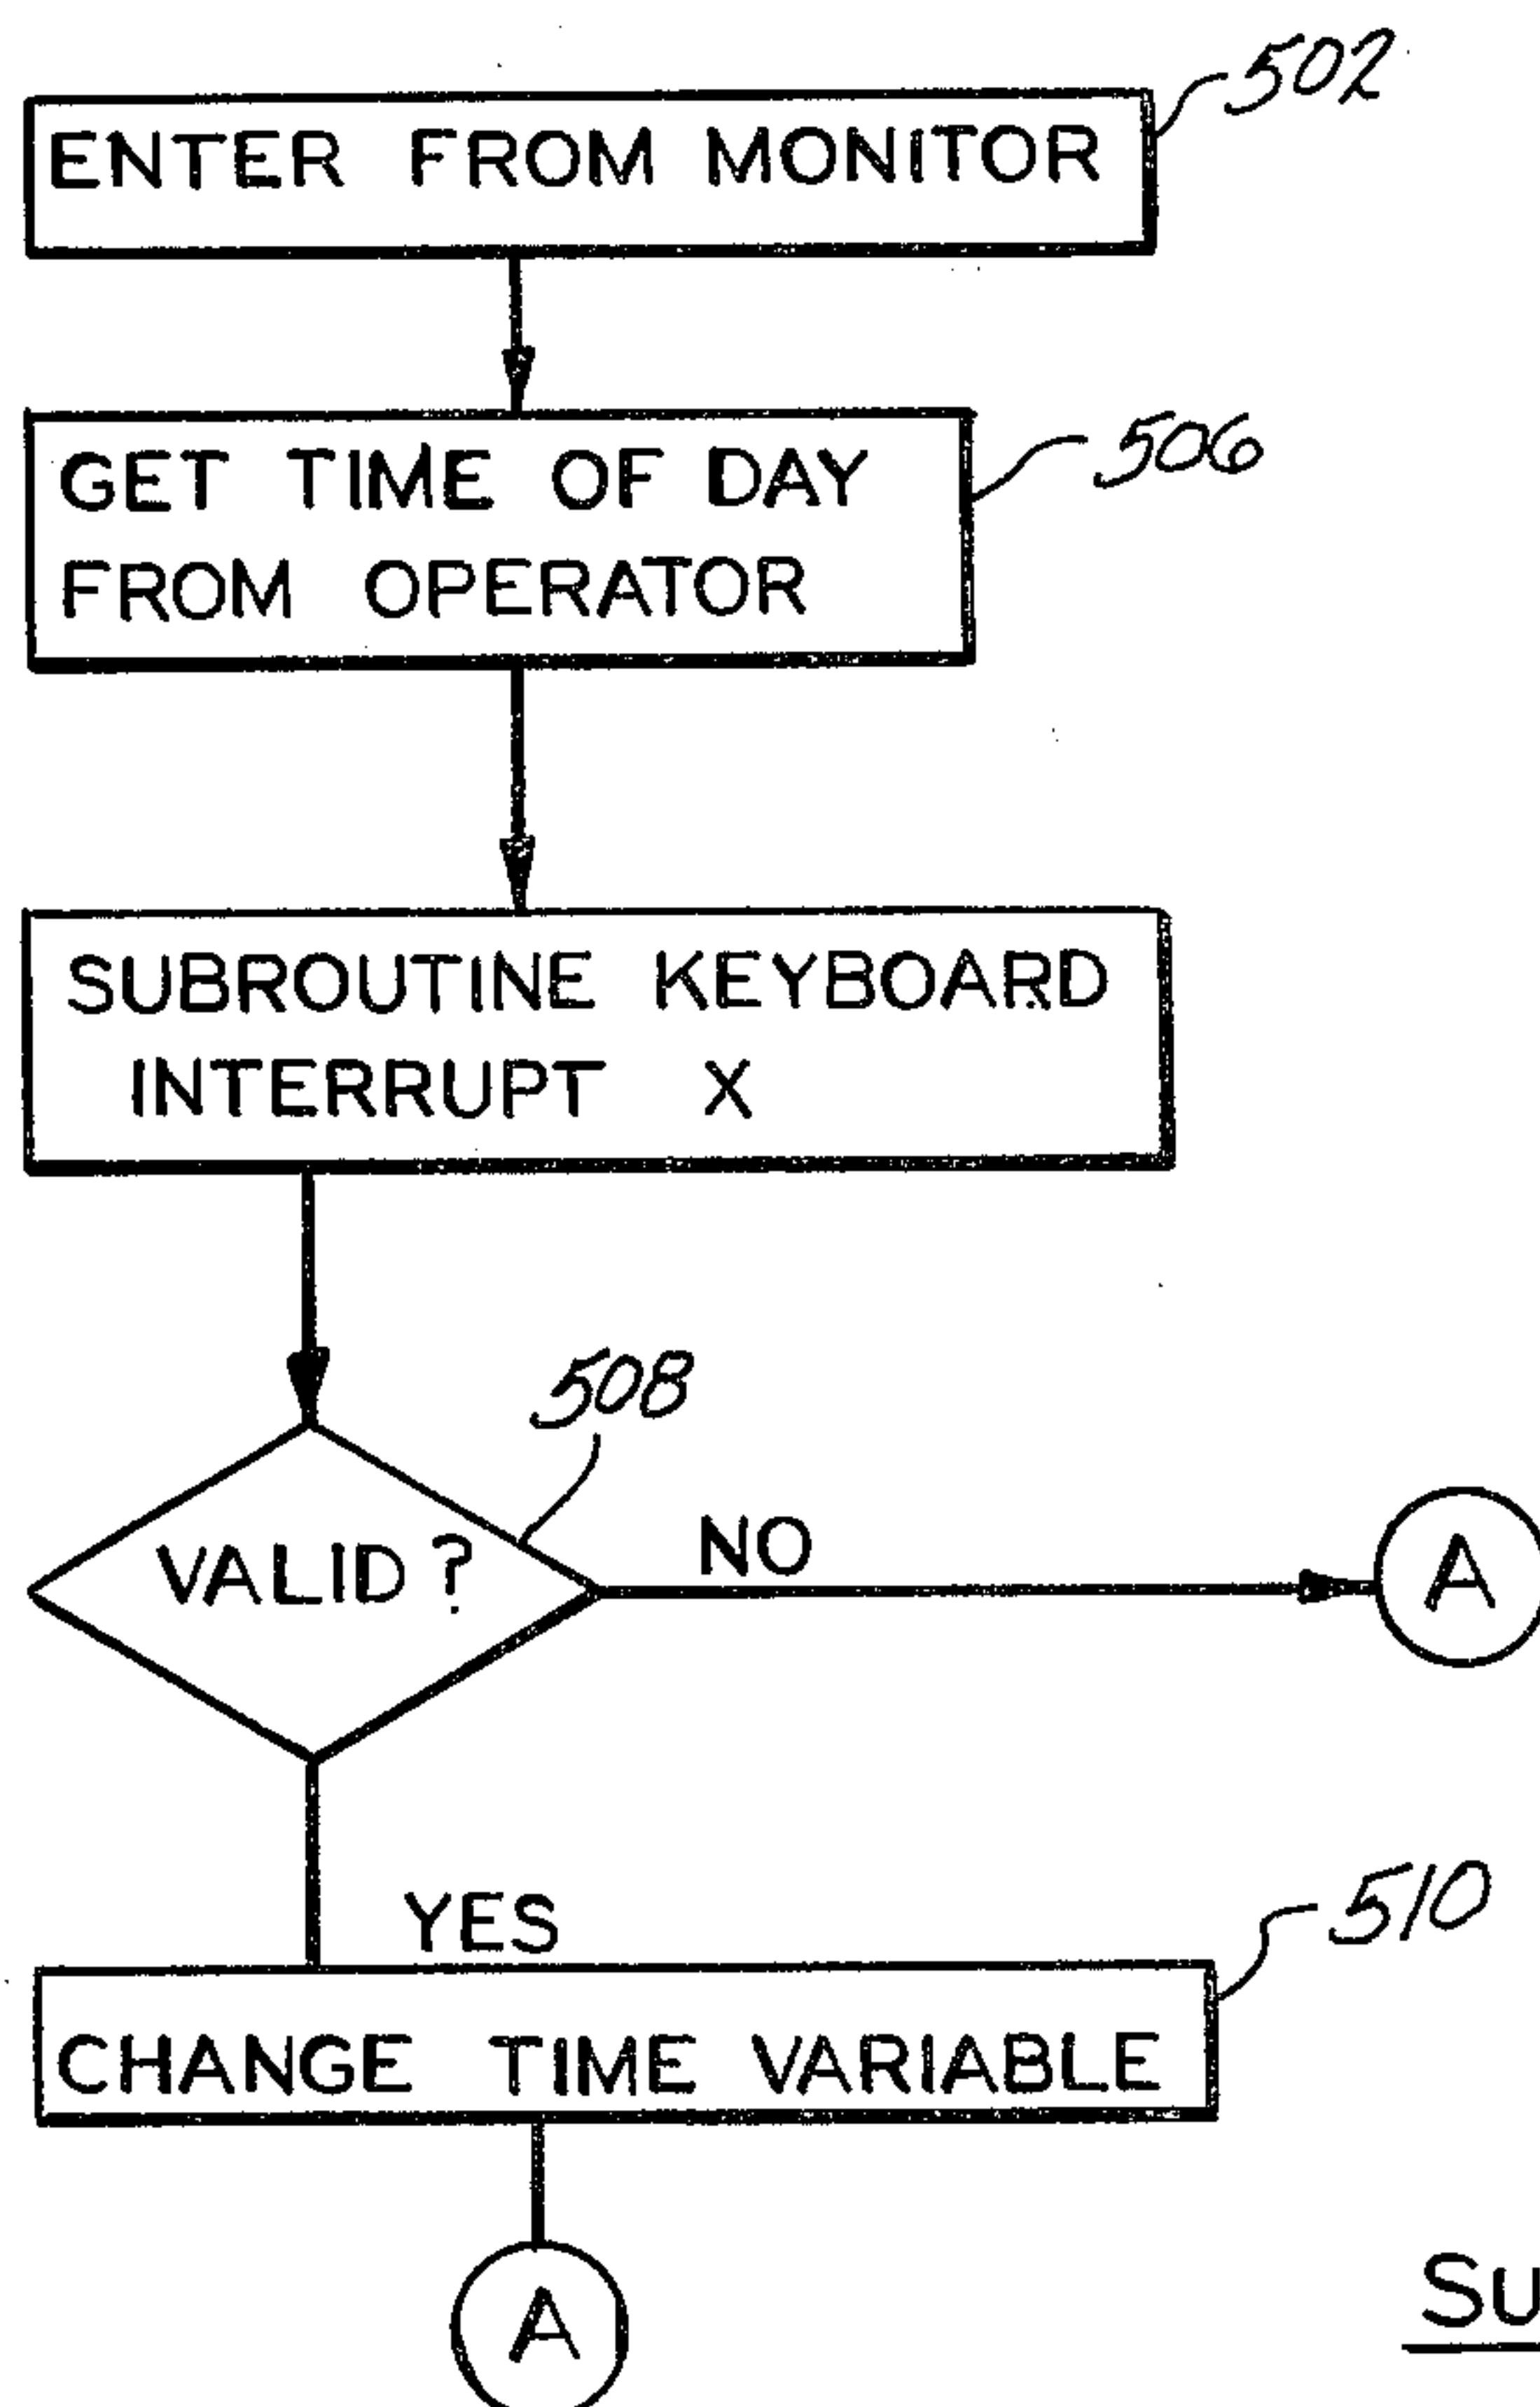 502
ENTER FROM MONITOR
506
GET TIME OF DAY
FROM OPERATOR
SUBROUTINE KEYBOARD
INTERRUPT X
508
VALID?
NO
A
YES
510
CHANGE TIME VARIABLE
A